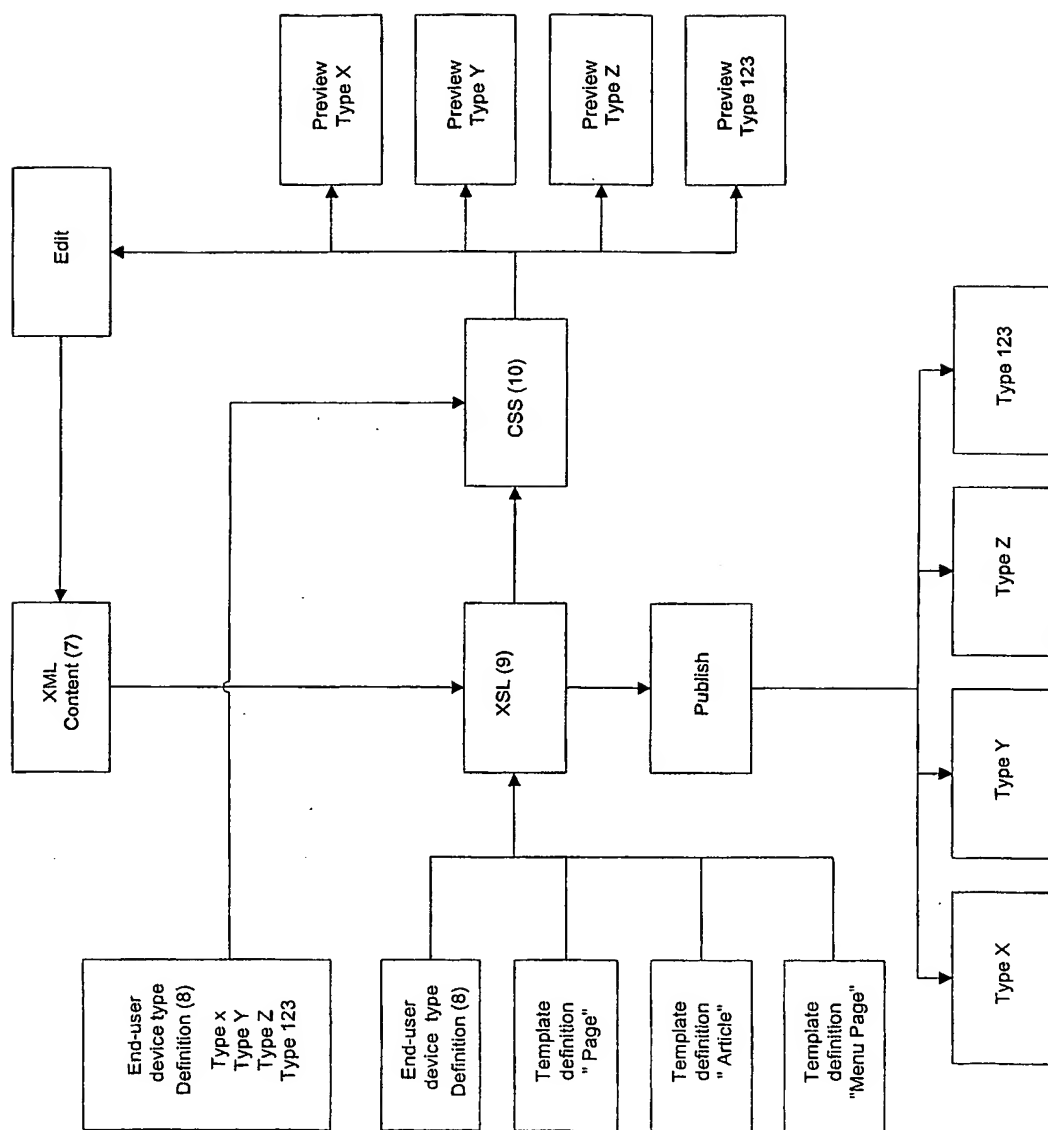 XML
Content (7)
Edit
End-user
device type
Definition (8)
Type x
Type Y
Type Z
Type 123
Preview
Type X
Preview
Type Y
Preview
Type Z
Preview
Type 123
End-user
device type
Definition (8)
Template
definition
" Page"
Template
definition
" Article"
Template
definition
"Menu Page"
XSL (9)
CSS (10)
Publish
Type X
Type Y
Type Z
Type 123